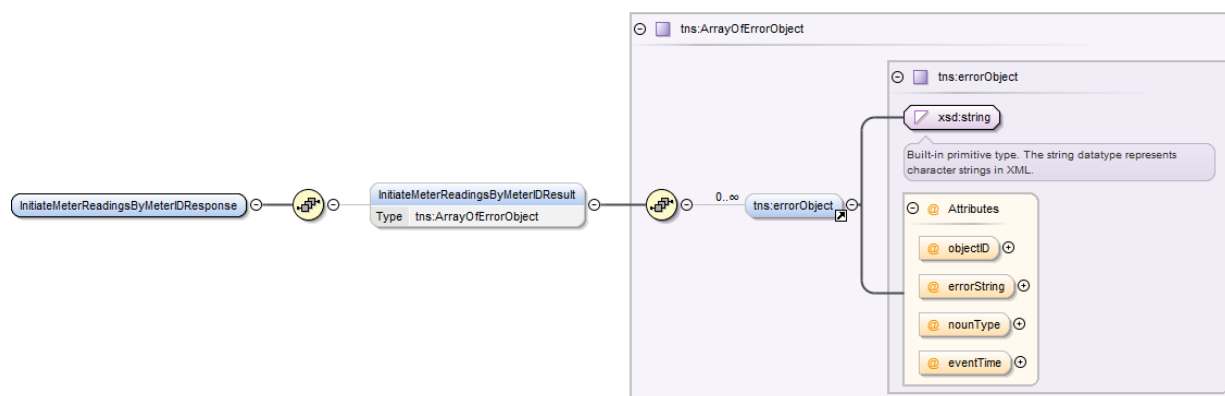 tns:ArrayOfErrorObject
tns:errorObject
xsd:string
Built-in primitive type. The string datatype represents
character strings in XML.
InitiateMeterReadingsByMeterIDResponse
InitiateMeterReadingsByMeterIDResult
Type tns:ArrayOfErrorObject
0..∞
tns:errorObject
@ Attributes
@ objectID
@ errorString
@ nounType
@ eventTime